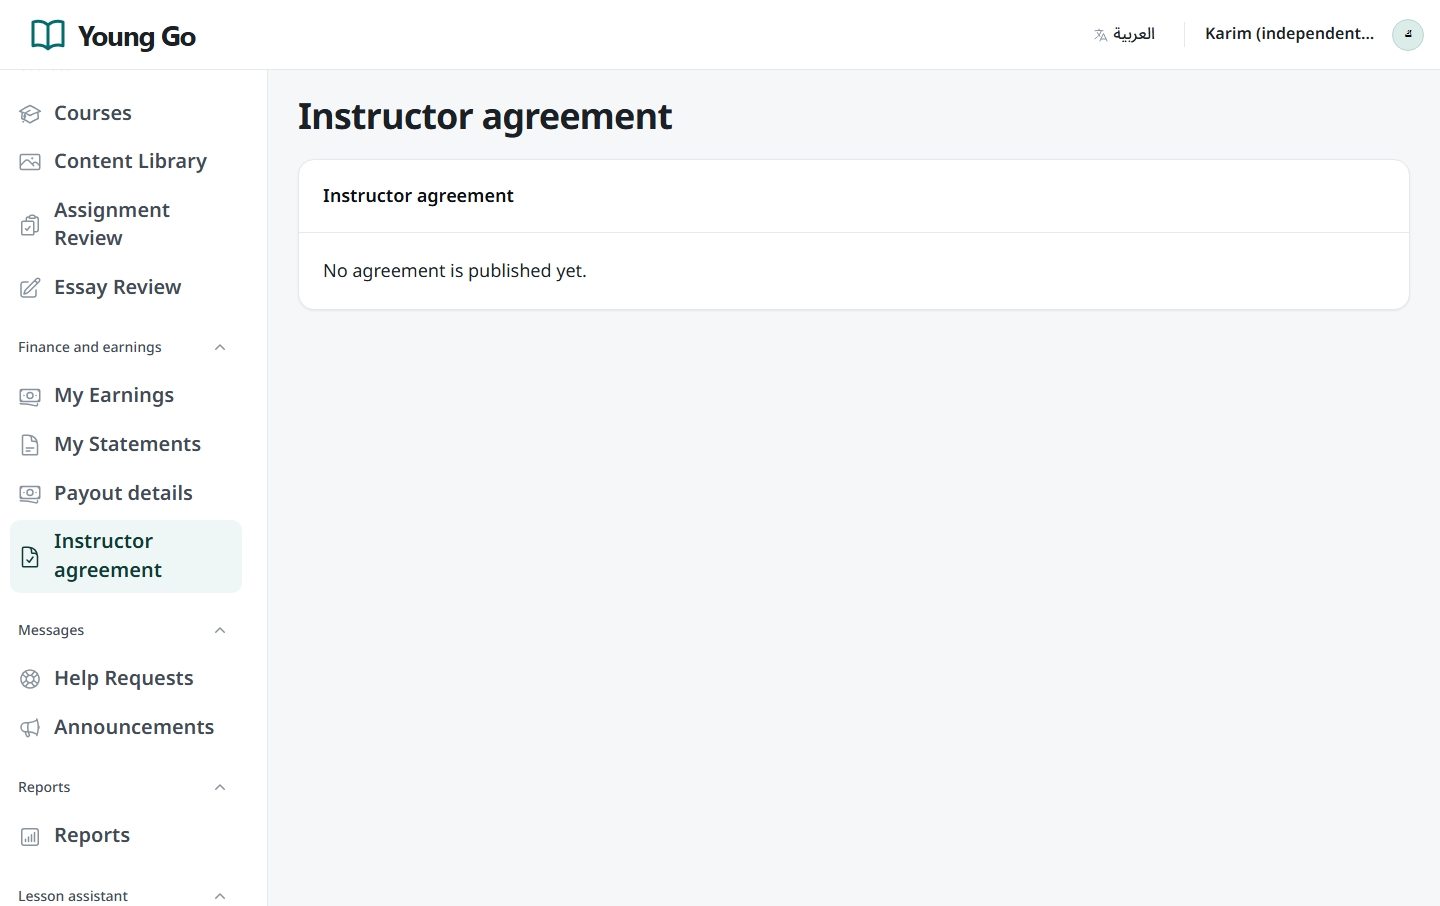 Young Go
العربية
Karim (independent...
ك
Courses
Content Library
Assignment
Review
Essay Review
Finance and earnings
My Earnings
My Statements
Payout details
Instructor
agreement
Messages
Help Requests
Announcements
Reports
Reports
Lesson assistant
Instructor agreement
Instructor agreement
No agreement is published yet.